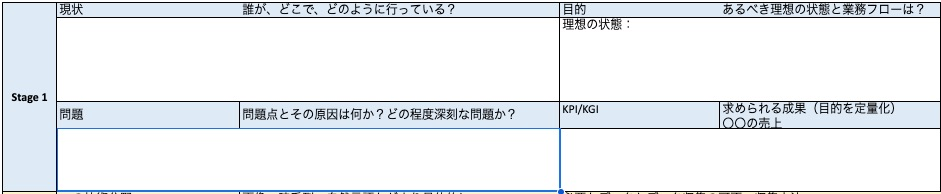 現状
誰が、どこで、どのように行っている？
目的
あるべき理想の状態と業務フローは？
理想の状態：
Stage 1
問題
問題点とその原因は何か？どの程度深刻な問題か？
KPI/KGI
求められる成果（目的を定量化）
〇〇の売上